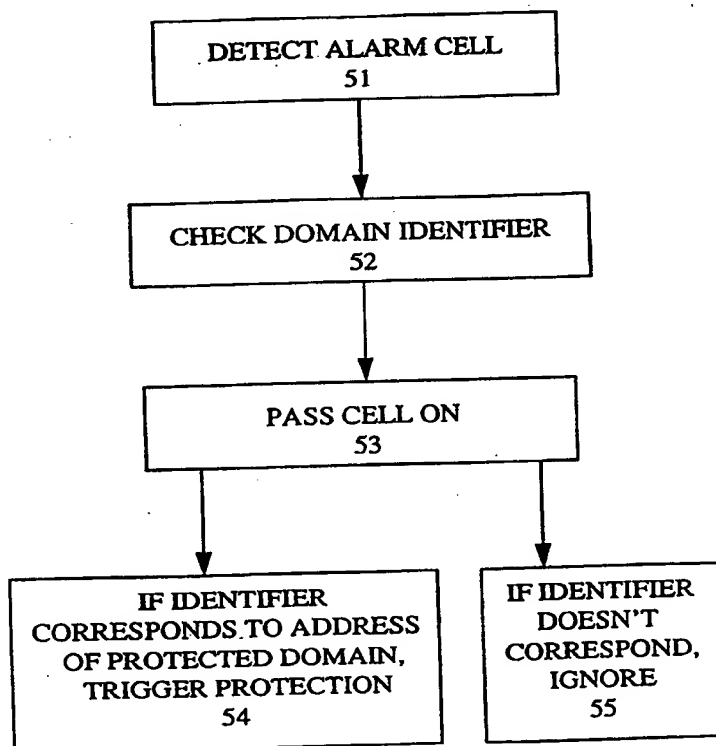 DETECT ALARM CELL
51
CHECK DOMAIN IDENTIFIER
52
PASS CELL ON
53
IF IDENTIFIER
CORRESPONDS TO ADDRESS
OF PROTECTED DOMAIN,
TRIGGER PROTECTION
54
IF IDENTIFIER
DOESN'T
CORRESPOND,
IGNORE
55